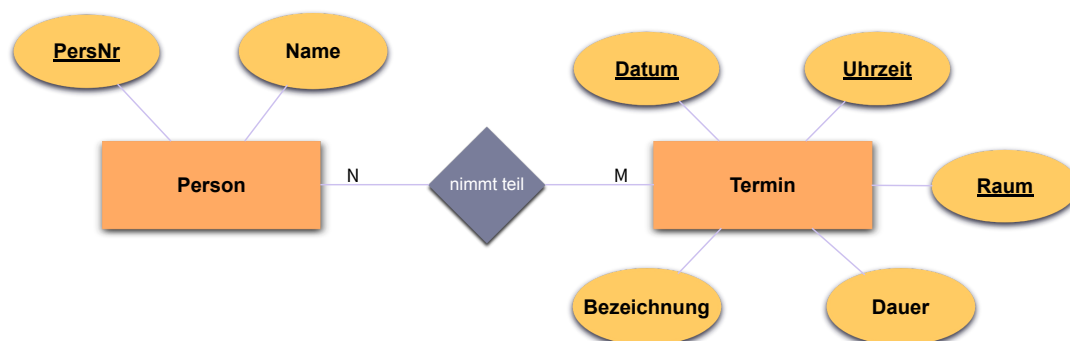 PersNr
Name
Datum
Uhrzeit
Person
N
nimmt teil
M
Termin
Raum
Bezeichnung
Dauer